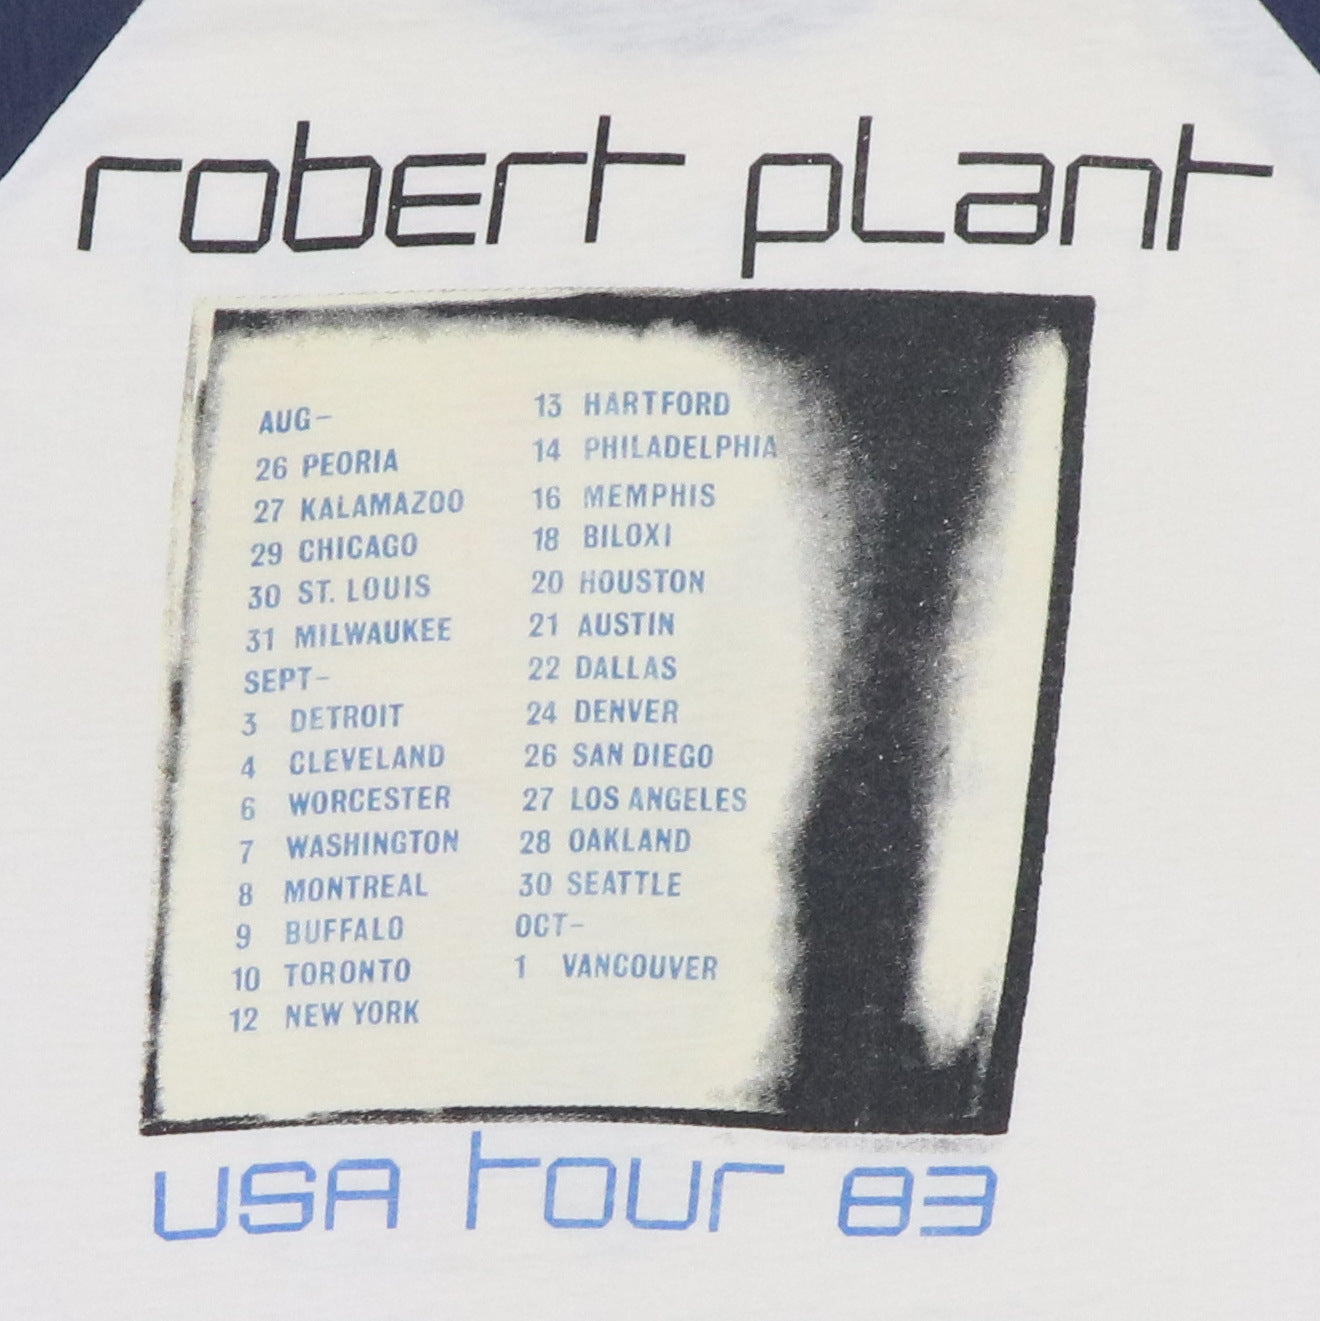 robert plant
AUG-
26 PEORIA
27 KALAMAZOO
29 CHICAGO
30 ST. LOUIS
31 MILWAUKEE
SEPT-
3 DETROIT
4 CLEVELAND
6 WORCESTER
7 WASHINGTON
8 MONTREAL
9 BUFFALO
10 TORONTO
12 NEW YORK
13 HARTFORD
14 PHILADELPHIA
16 MEMPHIS
18 BILOXI
20 HOUSTON
21 AUSTIN
22 DALLAS
24 DENVER
26 SAN DIEGO
27 LOS ANGELES
28 OAKLAND
30 SEATTLE
OCT-
1 VANCOUVER
USA tour 83